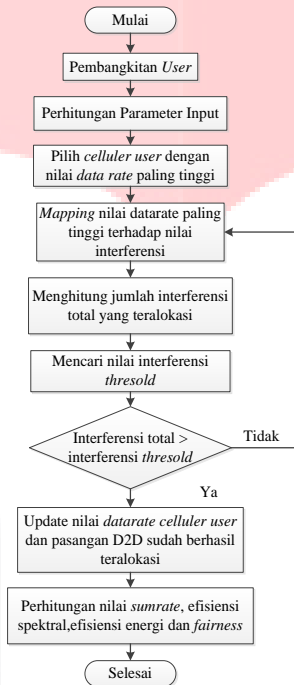 Mulai
Pembangkitan User
Perhitungan Parameter Input
Pilih celluler user dengan
nilai data rate paling tinggi
Mapping nilai datarate paling
tinggi terhadap nilai
interferensi
Menghitung jumlah interferensi
total yang teralokasi
Mencari nilai interferensi
thresold
Interferensi total >
interferensi thresold
Tidak
Ya
Update nilai datarate celluler user
dan pasangan D2D sudah berhasil
teralokasi
Perhitungan nilai sumrate, efisiensi
spektral,efisiensi energi dan fairness
Selesai